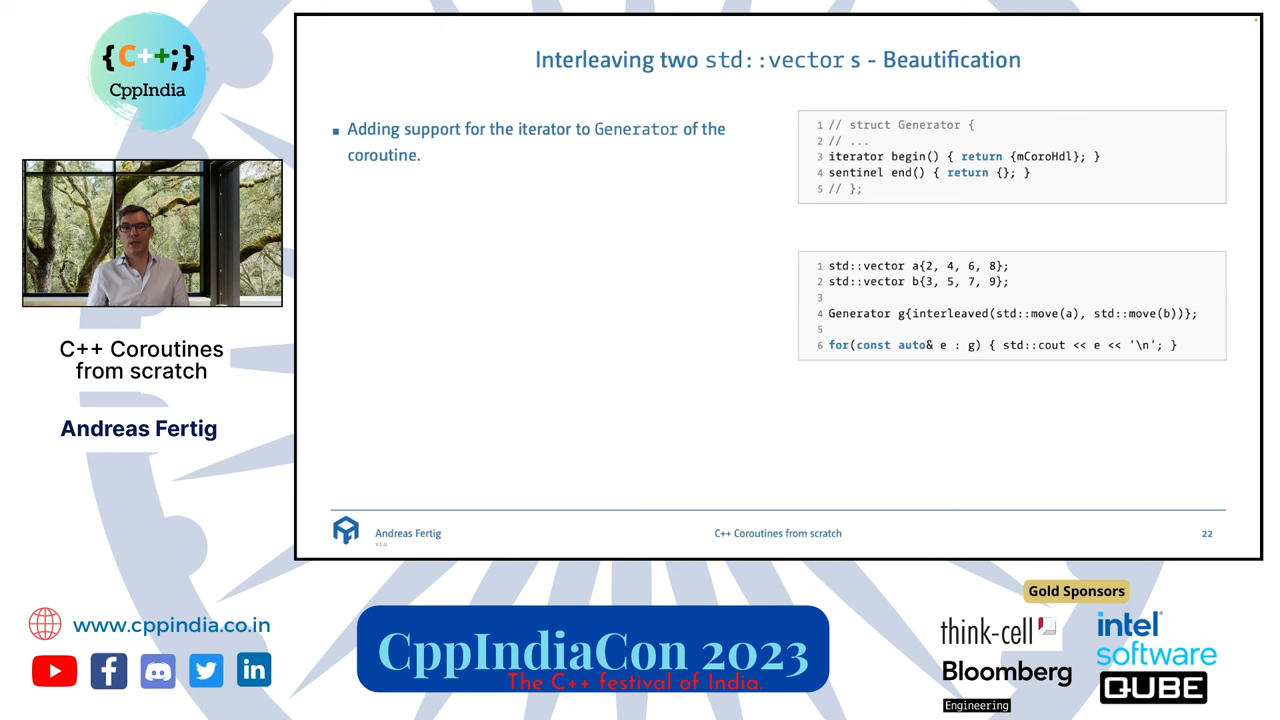 {C++;}
CppIndia
C++ Coroutines
from scratch
Andreas Fertig
Interleaving two std::vector s - Beautification
Adding support for the iterator to Generator of the
coroutine.
1 // struct Generator {
2 // ...
3 iterator begin() { return {mCoroHdl}; }
4 sentinel end() { return {}; }
5 // };
1 std::vector a{2, 4, 6, 8};
2 std::vector b{3, 5, 7, 9};
3
4 Generator g{interleaved(std::move(a), std::move(b))};
5
6 for(const auto& e : g) { std::cout << e << '\n'; }
Andreas Fertig
v1.0
C++ Coroutines from scratch
22
www.cppindia.co.in
CppIndiaCon 2023
The C++ festival of India.
Gold Sponsors
think-cell
intel
software
Bloomberg
Engineering
QUBE